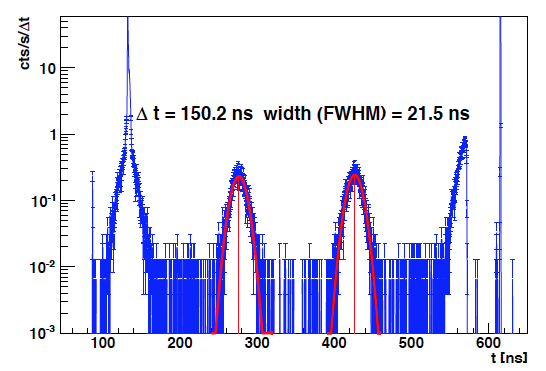 cts/s/Δt
10
1
10-1
10-2
10-3
Δ t = 150.2 ns width (FWHM) = 21.5 ns
100 200 300 400 500 600
t [ns]